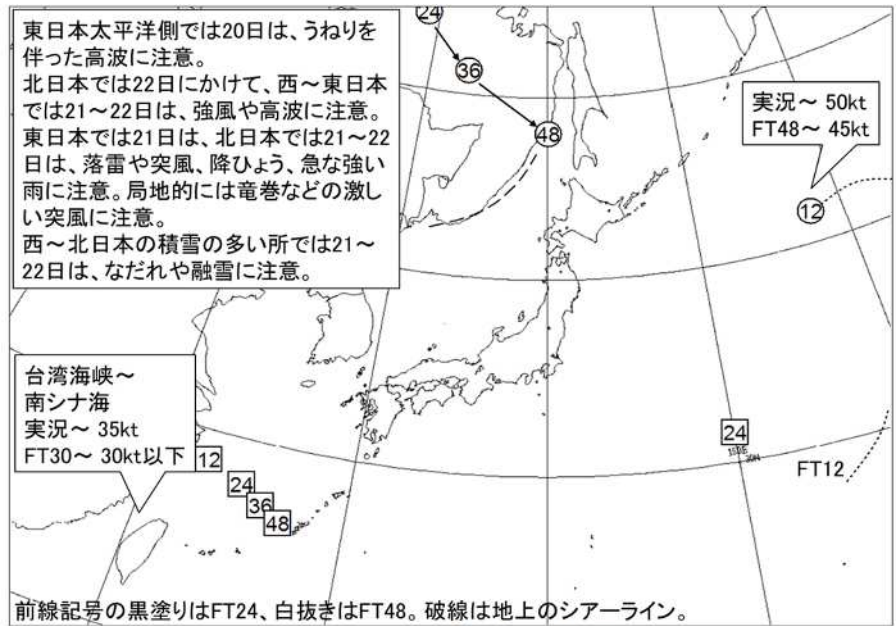 東日本太平洋側では20日は、うねりを
伴った高波に注意。
北日本では22日にかけて、西～東日本
では21～22日は、強風や高波に注意。
東日本では21日は、北日本では21～22
日は、落雷や突風、降ひょう、急な強い
雨に注意。局地的には竜巻などの激し
い突風に注意。
西～北日本の積雪の多い所では21～
22日は、なだれや融雪に注意。
24
36
48
実況～ 50kt
FT48～ 45kt
12
台湾海峡～
南シナ海
実況～ 35kt
FT30～ 30kt以下
12
24
36
48
24
FT12
前線記号の黒塗りはFT24、白抜きはFT48。破線は地上のシアーライン。